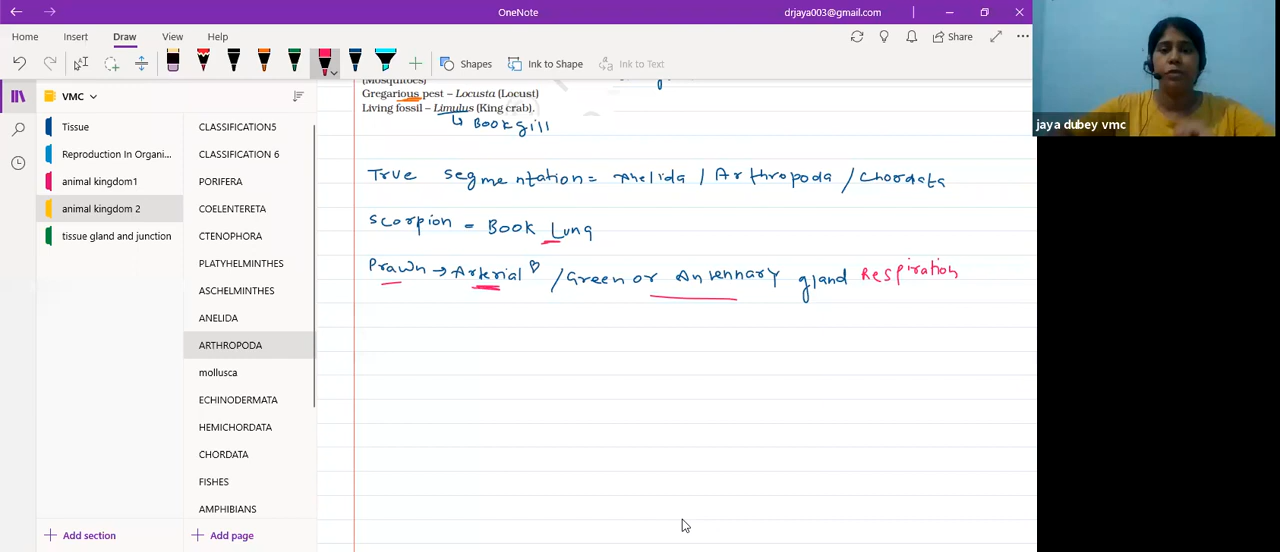 OneNote
drjaya003@gmail.com
Home Insert Draw View Help
Share
Shapes Ink to Shape Ink to Text
VMC
Tissue
Reproduction In Organi...
animal kingdom1
animal kingdom 2
tissue gland and junction
Add section
CLASSIFICATION5
CLASSIFICATION 6
PORIFERA
COELENTERETA
CTENOPHORA
PLATYHELMINTHES
ASCHELMINTHES
ANELIDA
ARTHROPODA
mollusca
ECHINODERMATA
HEMICHORDATA
CHORDATA
FISHES
AMPHIBIANS
Add page
(Mosquitoes)
Gregarious pest – Locusta (Locust)
Living fossil – Limulus (King crab).
↳ Book gill
True segmentation = Anelida / Arthropoda / Chordata
Scorpion = Book Lung
Prawn → Arterial ♡ / Green or Antennary gland Respiration
jaya dubey vmc